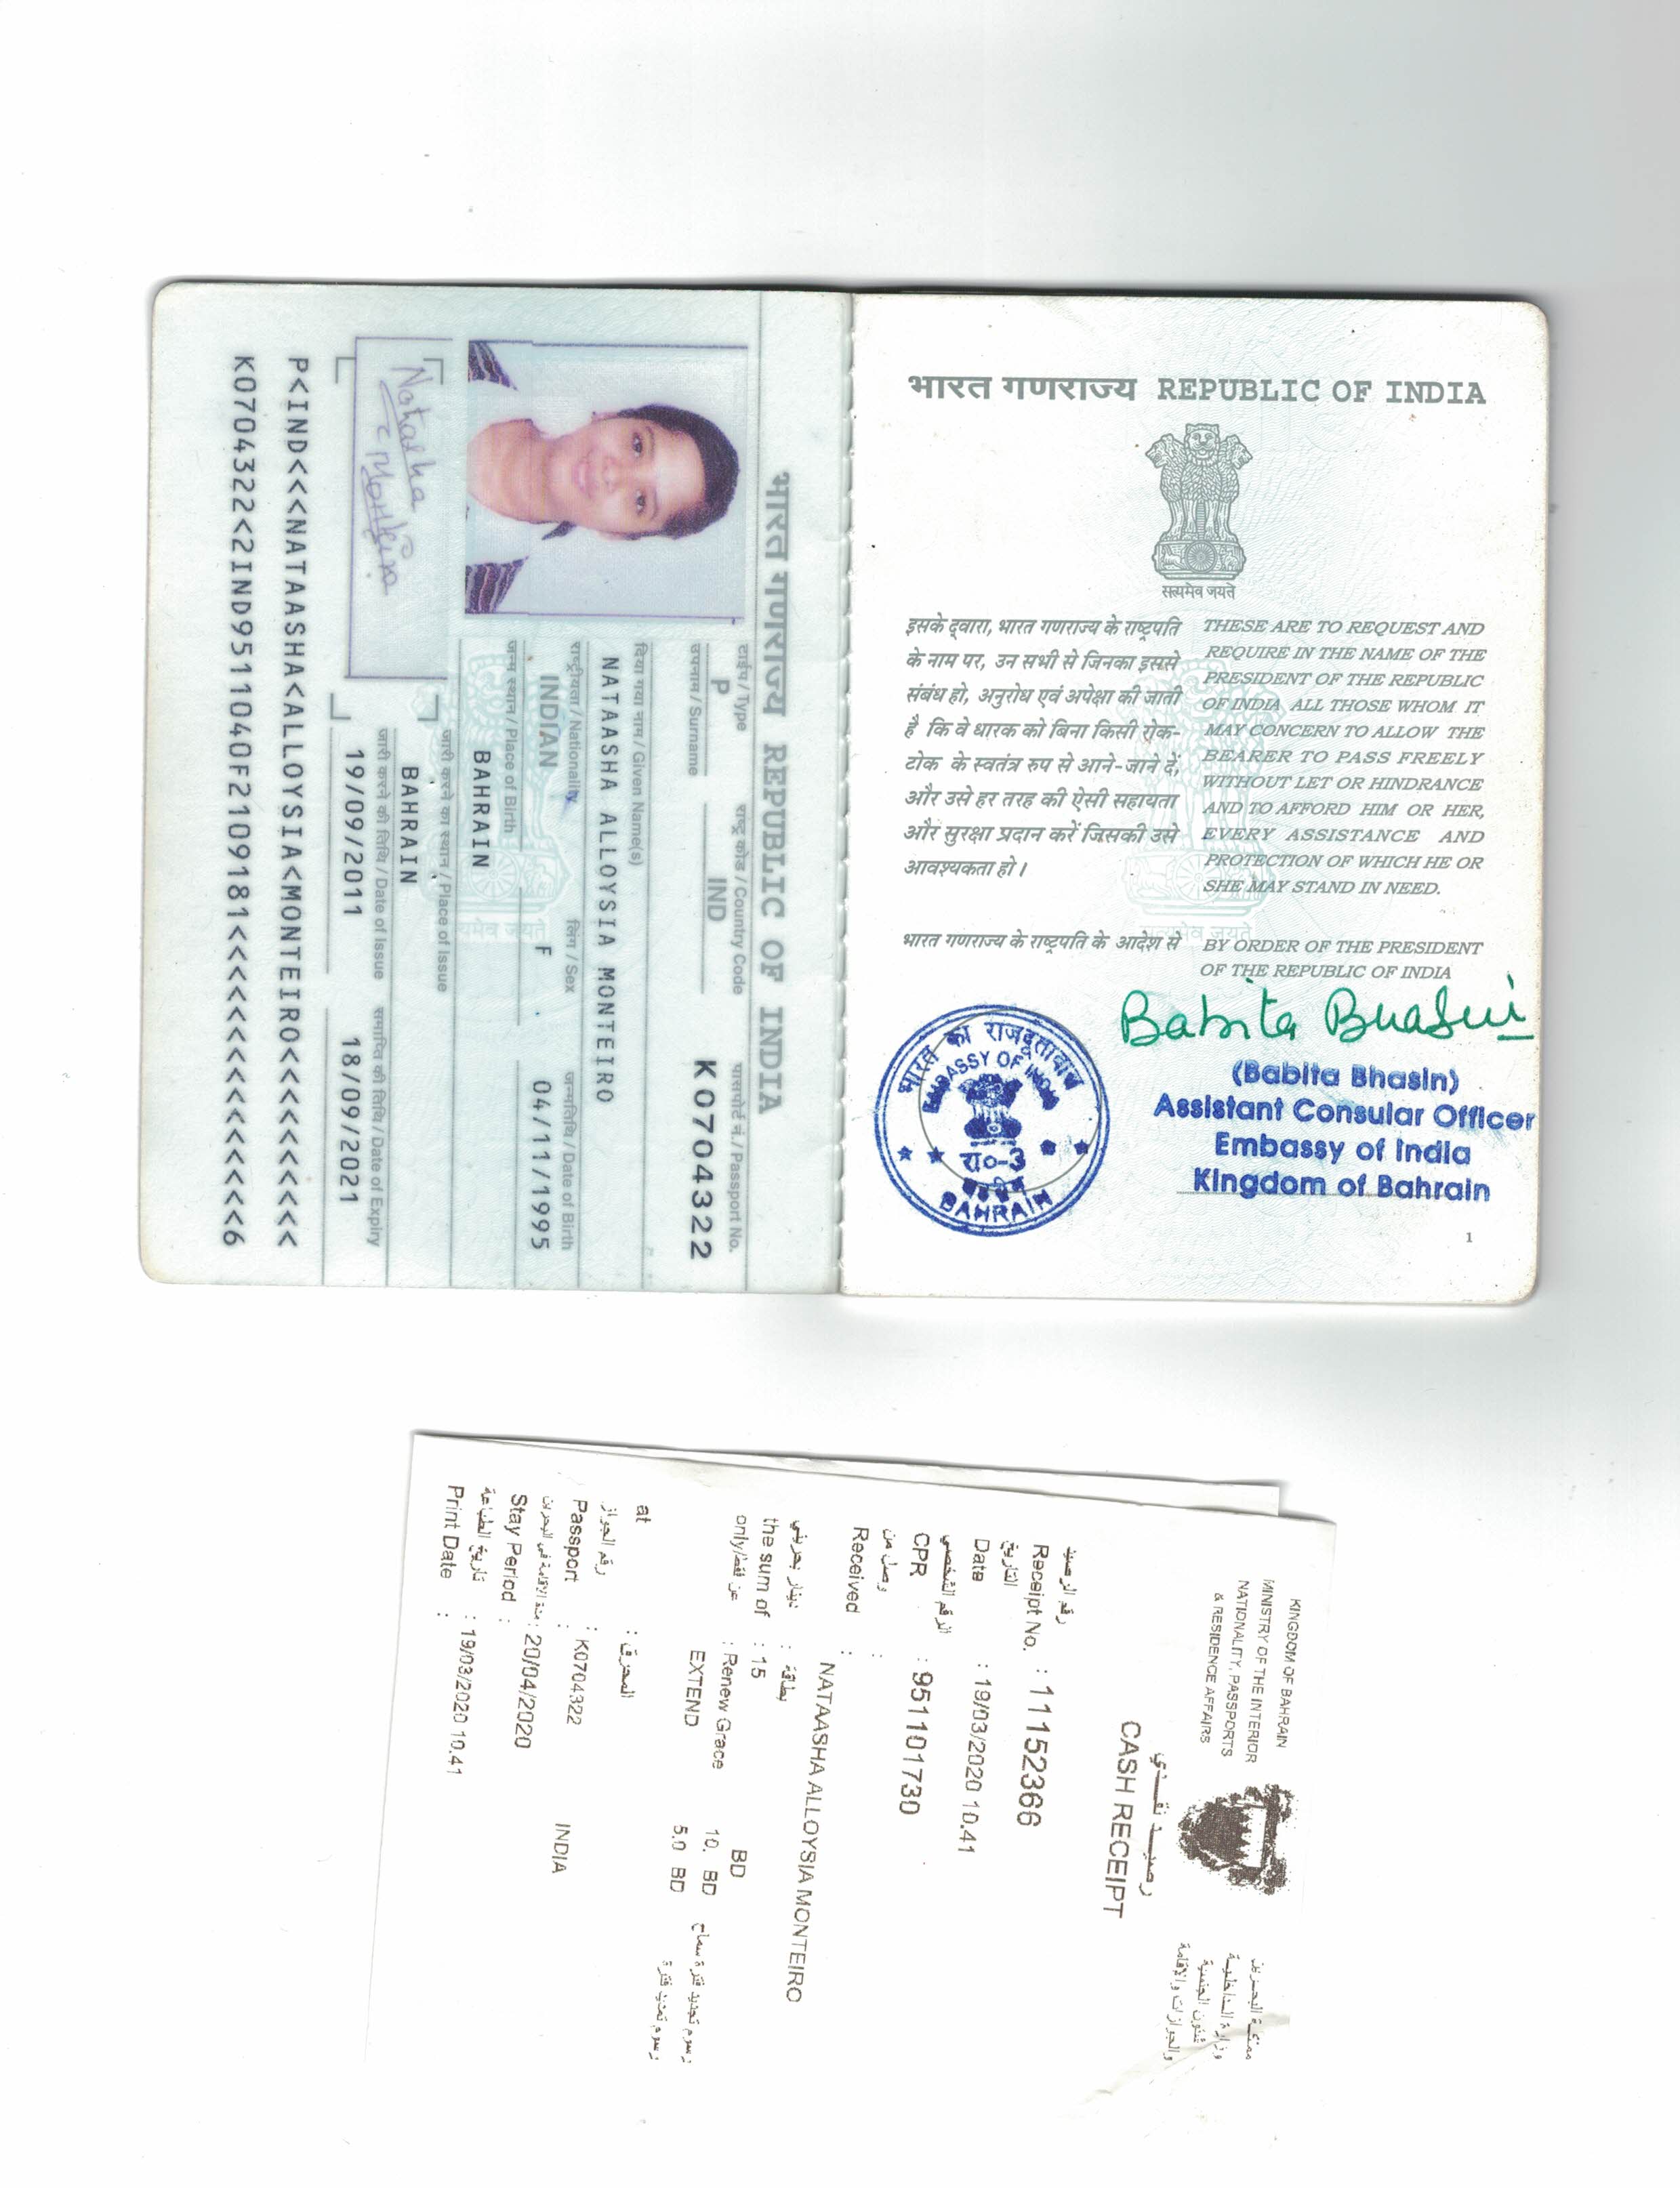 भारत गणराज्य REPUBLIC OF INDIA
सत्यमेव जयते
इसके द्वारा, भारत गणराज्य के राष्ट्रपति
के नाम पर, उन सभी से जिनका इससे
संबंध हो, अनुरोध एवं अपेक्षा की जाती
है कि वे धारक को बिना किसी रोक-
टोक के स्वतंत्र रुप से आने-जाने दें,
और उसे हर तरह की ऐसी सहायता
और सुरक्षा प्रदान करें जिसकी उसे
आवश्यकता हो।
THESE ARE TO REQUEST AND
REQUIRE IN THE NAME OF THE
PRESIDENT OF THE REPUBLIC
OF INDIA ALL THOSE WHOM IT
MAY CONCERN TO ALLOW THE
BEARER TO PASS FREELY
WITHOUT LET OR HINDRANCE
AND TO AFFORD HIM OR HER,
EVERY ASSISTANCE AND
PROTECTION OF WHICH HE OR
SHE MAY STAND IN NEED.
भारत गणराज्य के राष्ट्रपति के आदेश से
BY ORDER OF THE PRESIDENT
OF THE REPUBLIC OF INDIA
Babita Bhasin
(Babita Bhasin)
Assistant Consular Officer
Embassy of India
Kingdom of Bahrain
भारत का राजदूतावास
EMBASSY OF INDIA
रा०-3
BAHRAIN
1
भारत गणराज्य REPUBLIC OF INDIA
टाईप / Type राष्ट्र कोड / Country Code पासपोर्ट नं. / Passport No.
P IND K0704322
उपनाम / Surname
दिया गया नाम / Given Name(s)
NATAASHA ALLOYSIA MONTEIRO
राष्ट्रीयता / Nationality लिंग / Sex जन्मतिथि / Date of Birth
INDIAN F 04/11/1995
जन्म स्थान / Place of Birth
BAHRAIN
जारी करने का स्थान / Place of Issue
BAHRAIN
जारी करने की तिथि / Date of Issue समाप्ति की तिथि / Date of Expiry
19/09/2011 18/09/2021
Nataasha Monteiro
P<IND<<NATAASHA<ALLOYSIA<MONTEIRO<<<<<<<<<<<
K0704322<2IND9511040F2109181<<<<<<<<<<<<<<<6
KINGDOM OF BAHRAIN
MINISTRY OF THE INTERIOR
NATIONALITY, PASSPORTS
& RESIDENCE AFFAIRS
مملكة البحرين
وزارة الداخلية
شئون الجنسية
والجوازات والإقامة
رصيد نقدي
CASH RECEIPT
رقم الرصيد
Receipt No. : 11152366
التاريخ
Date : 19/03/2020 10.41
الرقم الشخصي
CPR : 951101730
وصل من :
Received : NATAASHA ALLOYSIA MONTEIRO
دينار بحريني : بطاقة
the sum of : 15 BD
only/عن فقط : Renew Grace 10. BD رسوم تجديد فترة سماح
EXTEND 5.0 BD رسوم تمديد فترة
at : المحرق
رقم الجواز
Passport : K0704322 INDIA
مدة الإقامة في البحرين
Stay Period : 20/04/2020
تاريخ الطباعة
Print Date : 19/03/2020 10.41